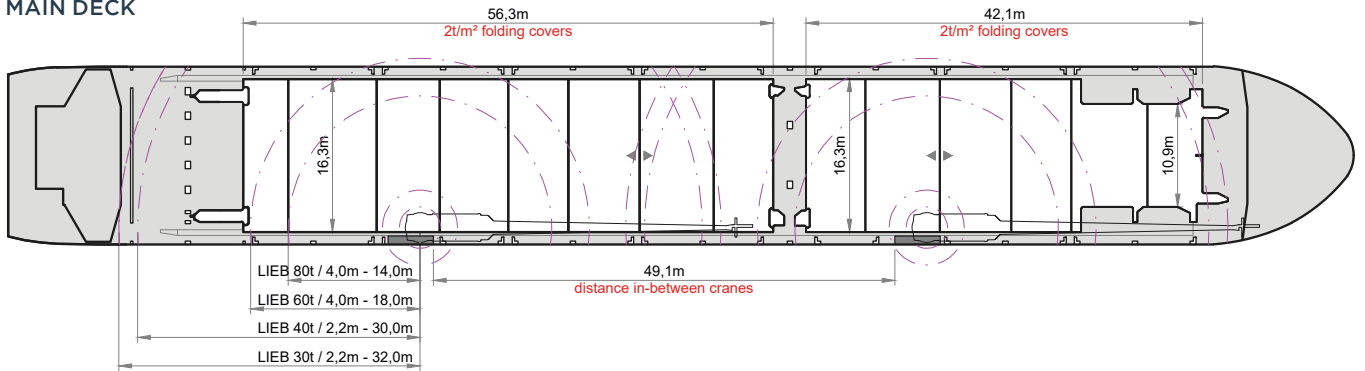 MAIN DECK
56,3m
2t/m² folding covers
42,1m
2t/m² folding covers
16,3m
16,3m
10,9m
LIEB 80t / 4,0m - 14,0m
49,1m
distance in-between cranes
LIEB 60t / 4,0m - 18,0m
LIEB 40t / 2,2m - 30,0m
LIEB 30t / 2,2m - 32,0m